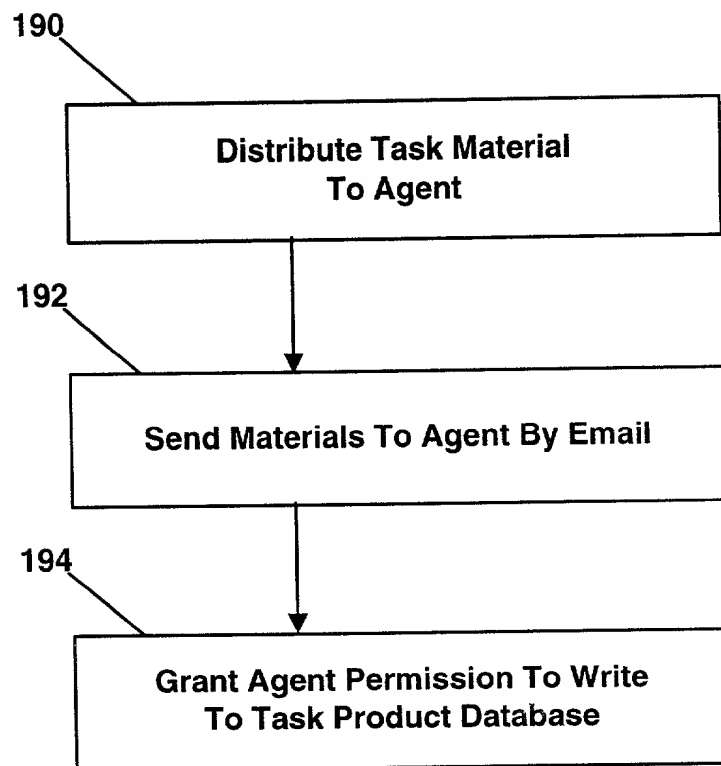 190
Distribute Task Material
To Agent
192
Send Materials To Agent By Email
194
Grant Agent Permission To Write
To Task Product Database